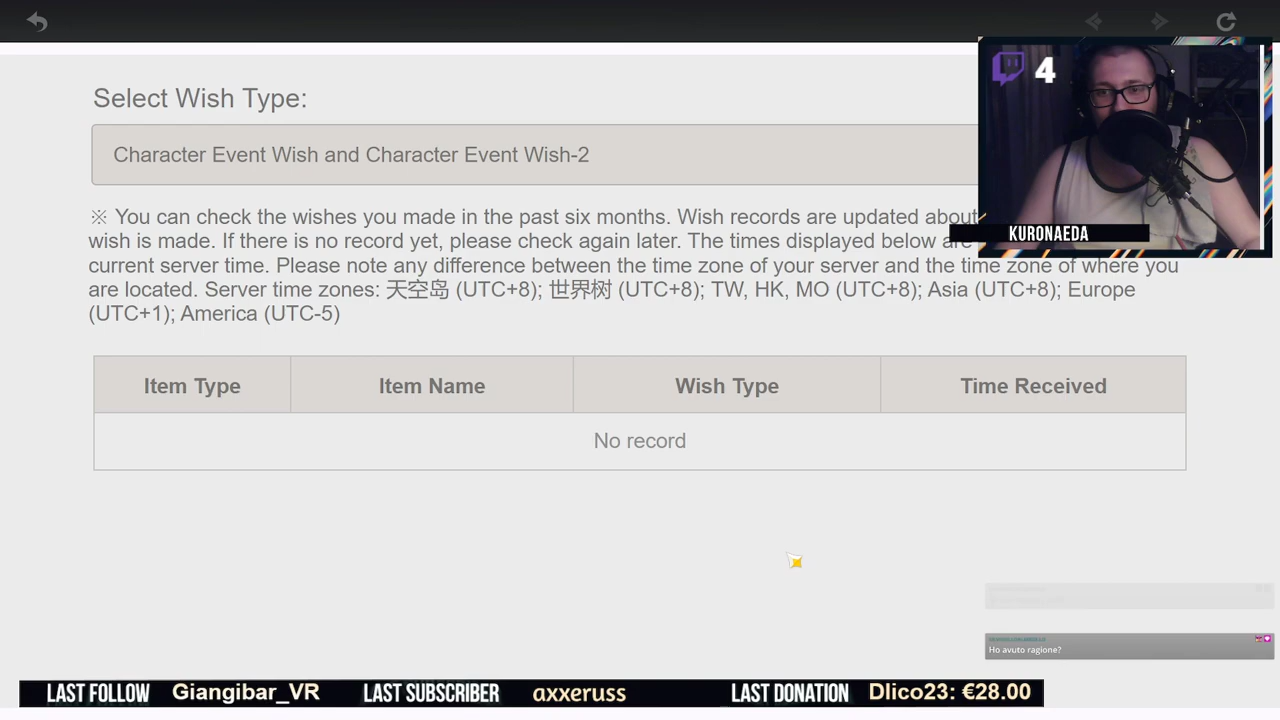 4
Select Wish Type:
Character Event Wish and Character Event Wish-2
※ You can check the wishes you made in the past six months. Wish records are updated about
wish is made. If there is no record yet, please check again later. The times displayed below are
KURONAEDA
current server time. Please note any difference between the time zone of your server and the time zone of where you
are located. Server time zones: 天空岛 (UTC+8); 世界树 (UTC+8); TW, HK, MO (UTC+8); Asia (UTC+8); Europe
(UTC+1); America (UTC-5)
Item Type Item Name Wish Type Time Received
No record
Ho avuto ragione?
LAST FOLLOW Giangibar_VR LAST SUBSCRIBER axxeruss LAST DONATION Dlico23: €28.00